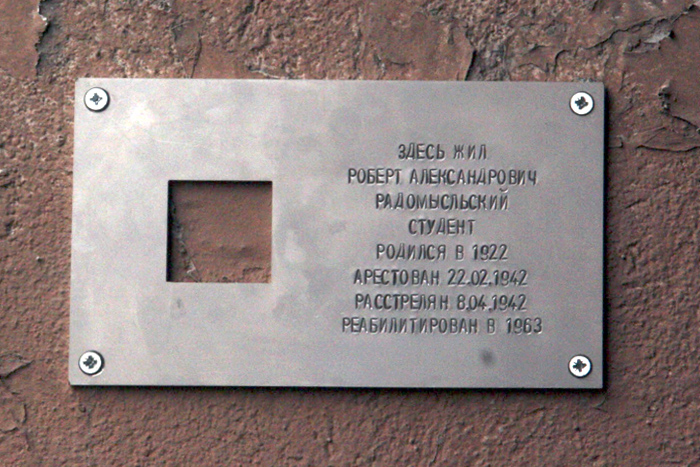 ЗДЕСЬ ЖИЛ
РОБЕРТ АЛЕКСАНДРОВИЧ
РАДОМЫСЛЬСКИЙ
СТУДЕНТ
РОДИЛСЯ В 1922
АРЕСТОВАН 22.02.1942
РАССТРЕЛЯН 8.04.1942
РЕАБИЛИТИРОВАН В 1963